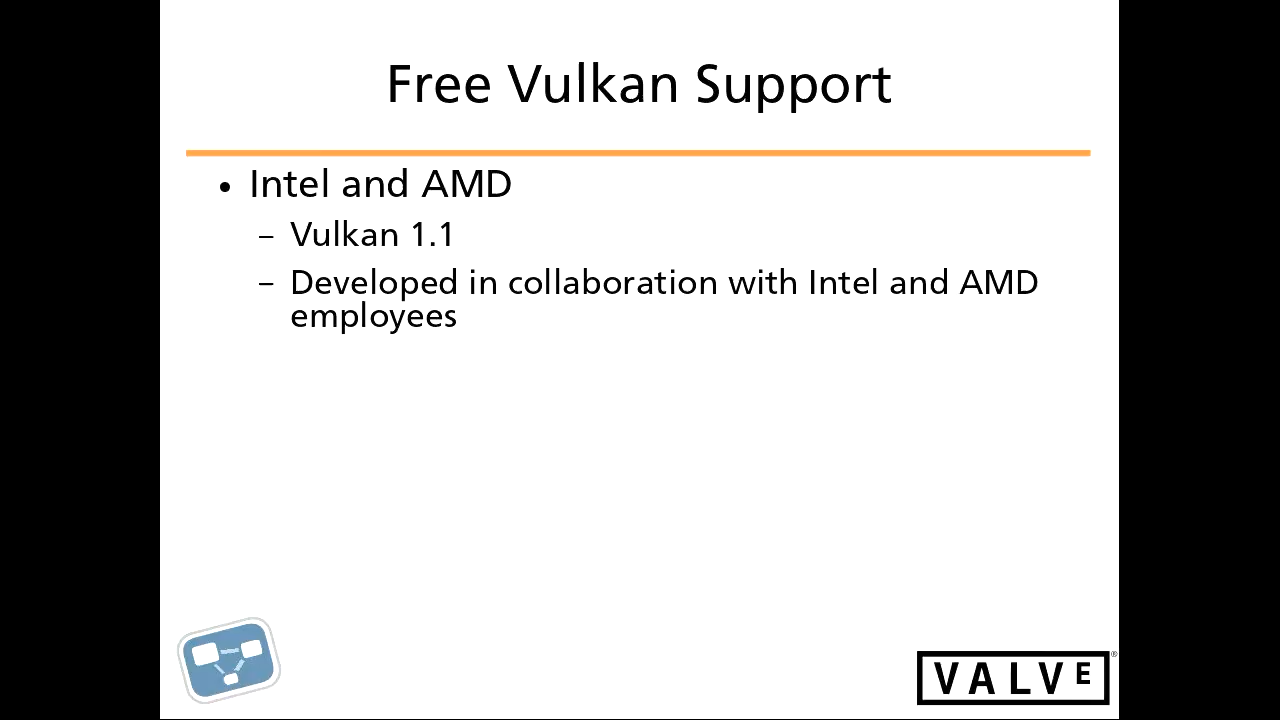 Free Vulkan Support
• Intel and AMD
– Vulkan 1.1
– Developed in collaboration with Intel and AMD
employees
VALVE®